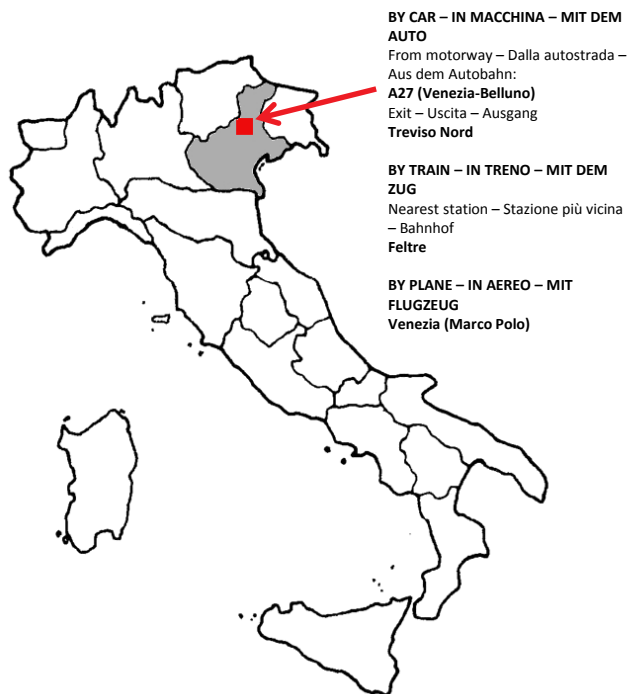 BY CAR – IN MACCHINA – MIT DEM
AUTO
From motorway – Dalla autostrada –
Aus dem Autobahn:
A27 (Venezia-Belluno)
Exit – Uscita – Ausgang
Treviso Nord
BY TRAIN – IN TRENO – MIT DEM
ZUG
Nearest station – Stazione più vicina
– Bahnhof
Feltre
BY PLANE – IN AEREO – MIT
FLUGZEUG
Venezia (Marco Polo)